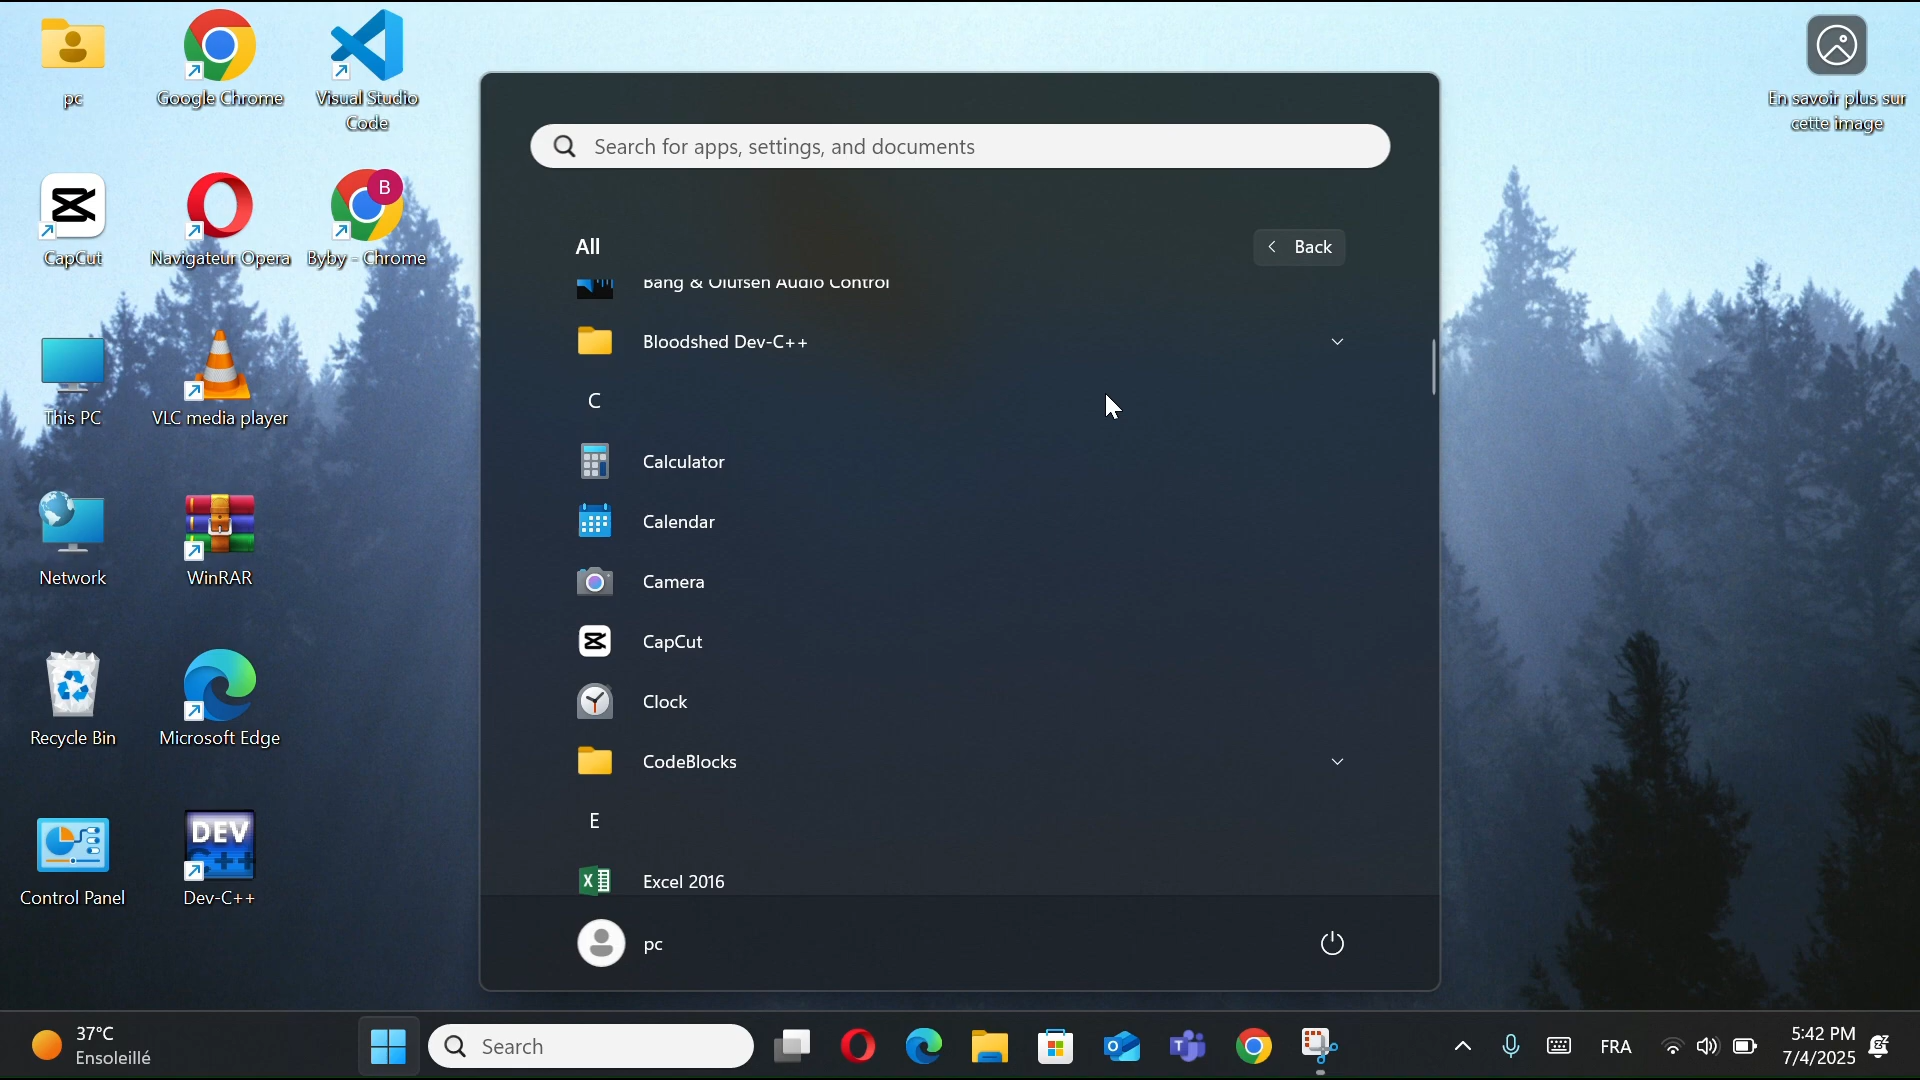 pc
Google Chrome
Visual Studio
Code
CapCut
Navigateur Opera
B
Byby - Chrome
This PC
VLC media player
Network
WinRAR
Recycle Bin
Microsoft Edge
Control Panel
DEV
C++
Dev-C++
En savoir plus sur
cette image
Search for apps, settings, and documents
All
Back
Bang & Olufsen Audio Control
Bloodshed Dev-C++
C
Calculator
Calendar
Camera
CapCut
Clock
CodeBlocks
E
Excel 2016
pc
37°C
Ensoleillé
Search
FRA
5:42 PM
7/4/2025